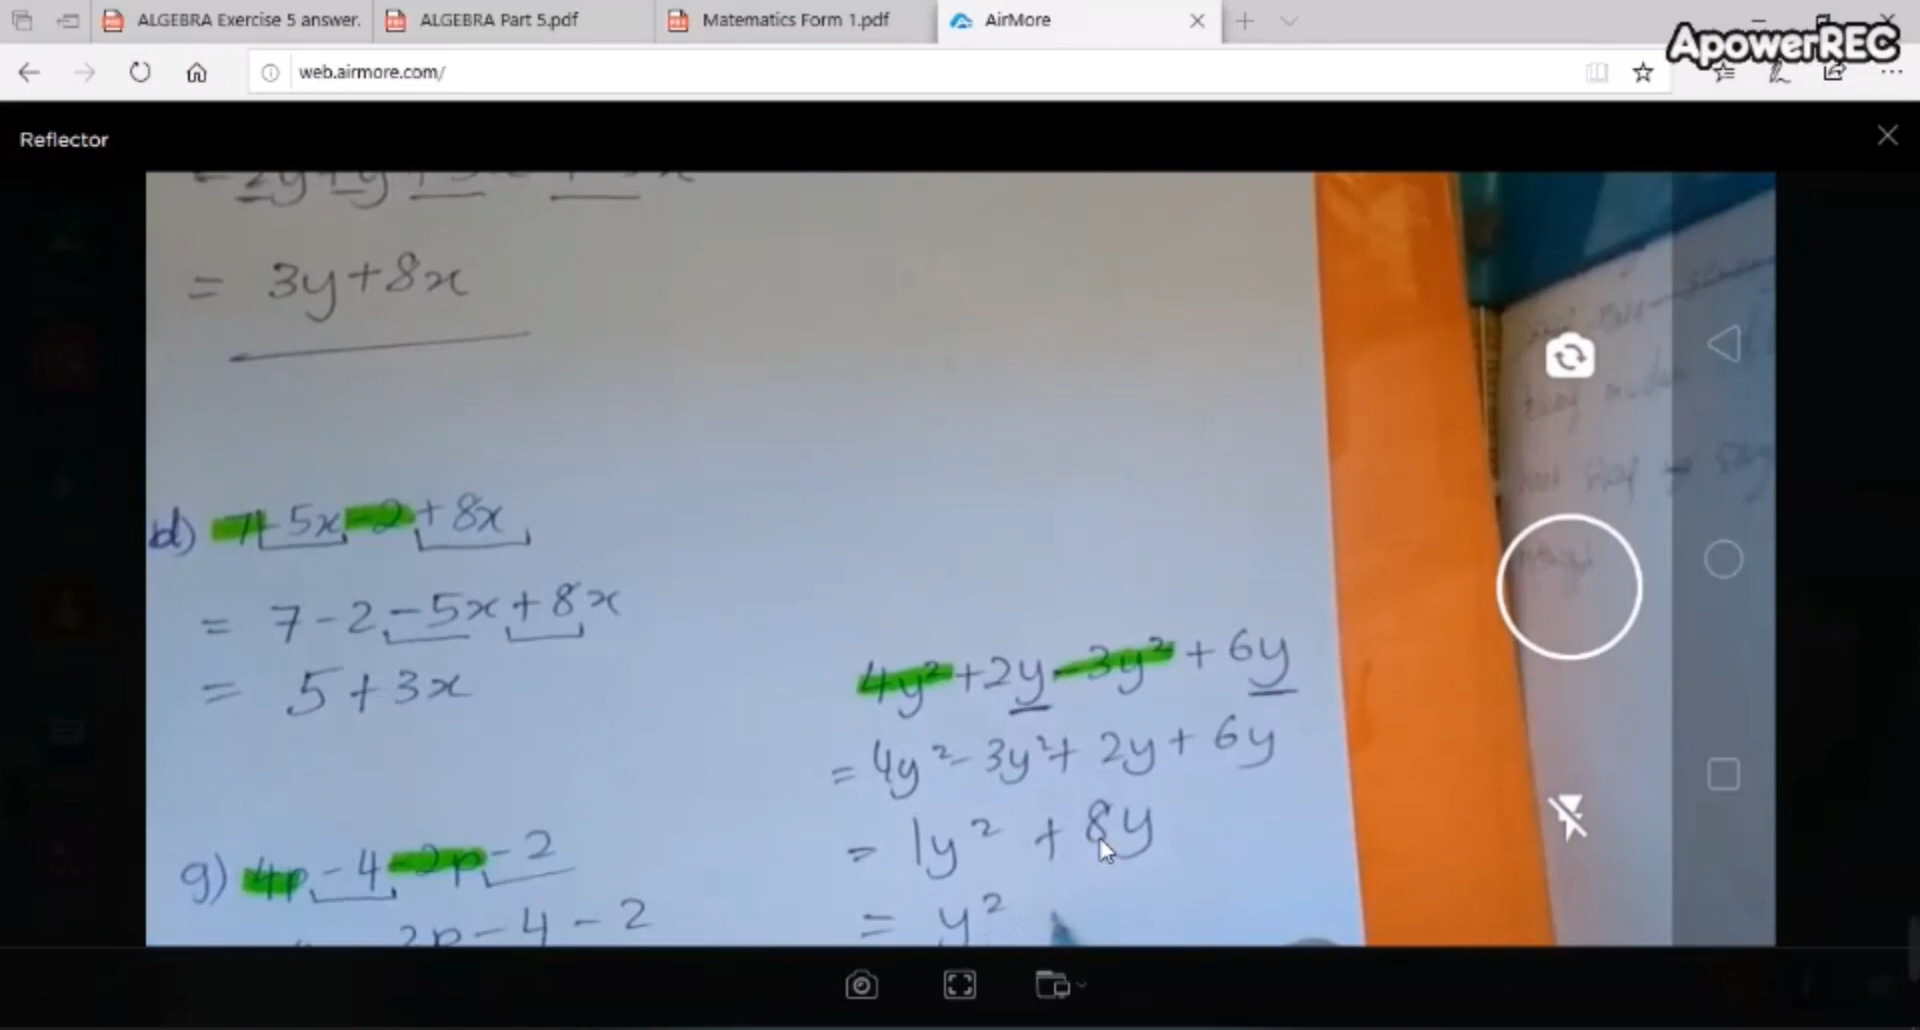 ALGEBRA Exercise 5 answer.
ALGEBRA Part 5.pdf
Matematics Form 1.pdf
AirMore
ApowerREC
web.airmore.com/
Reflector
= 3y+8x
d) 7-5x-2+8x
= 7-2-5x+8x
= 5+3x
4y²+2y-3y²+6y
=4y²-3y²+2y+6y
= 1y² + 8y
= y²
g) 4p-4-2p-2
2p-4-2